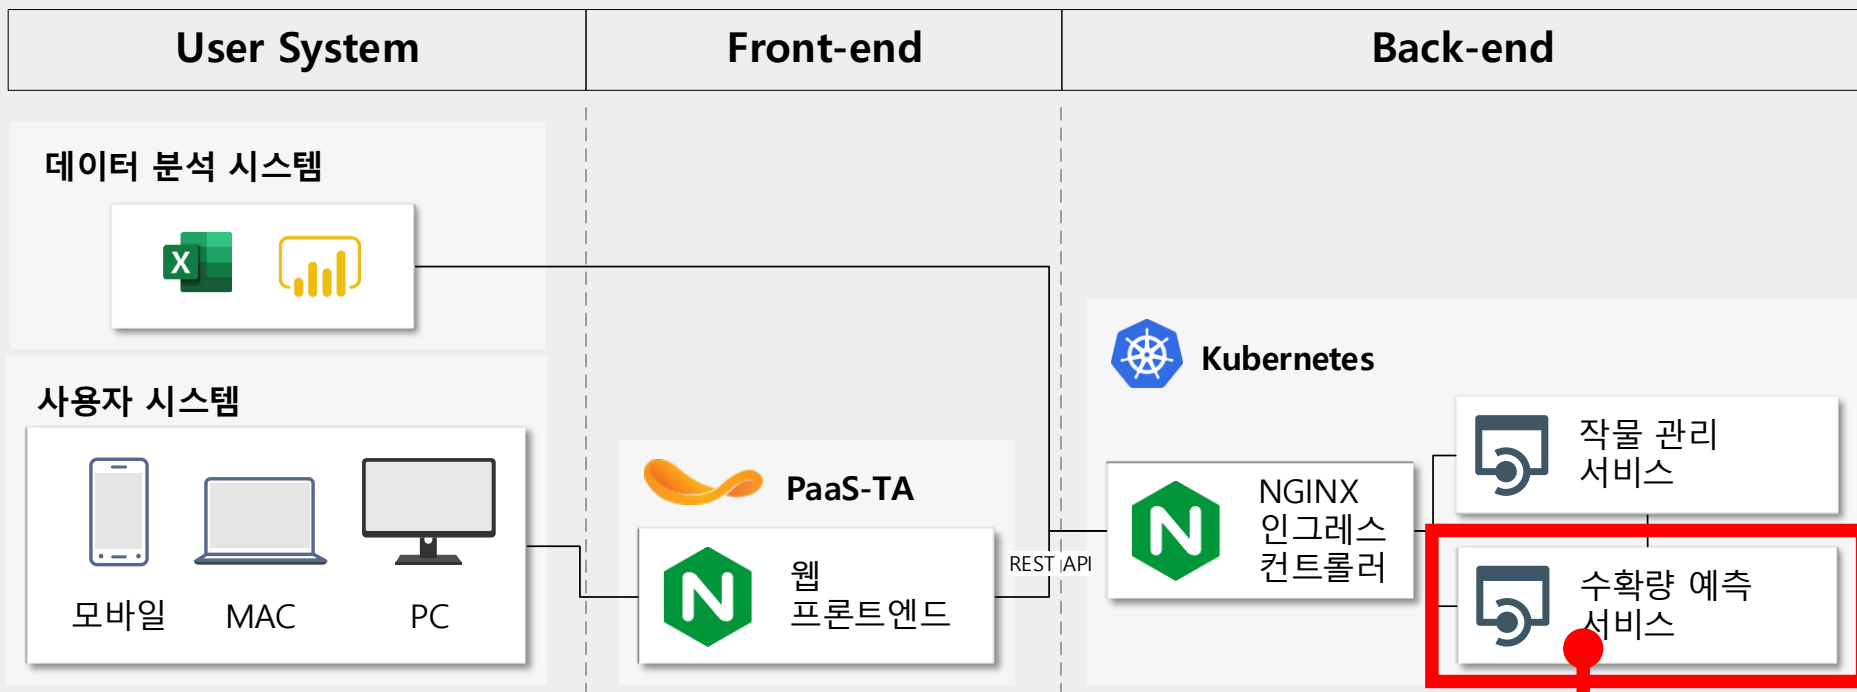 User System
Front-end
Back-end
데이터 분석 시스템
X
사용자 시스템
모바일
MAC
PC
PaaS-TA
N
웹
프론트엔드
REST API
Kubernetes
N
NGINX
인그레스
컨트롤러
작물 관리
서비스
수확량 예측
서비스